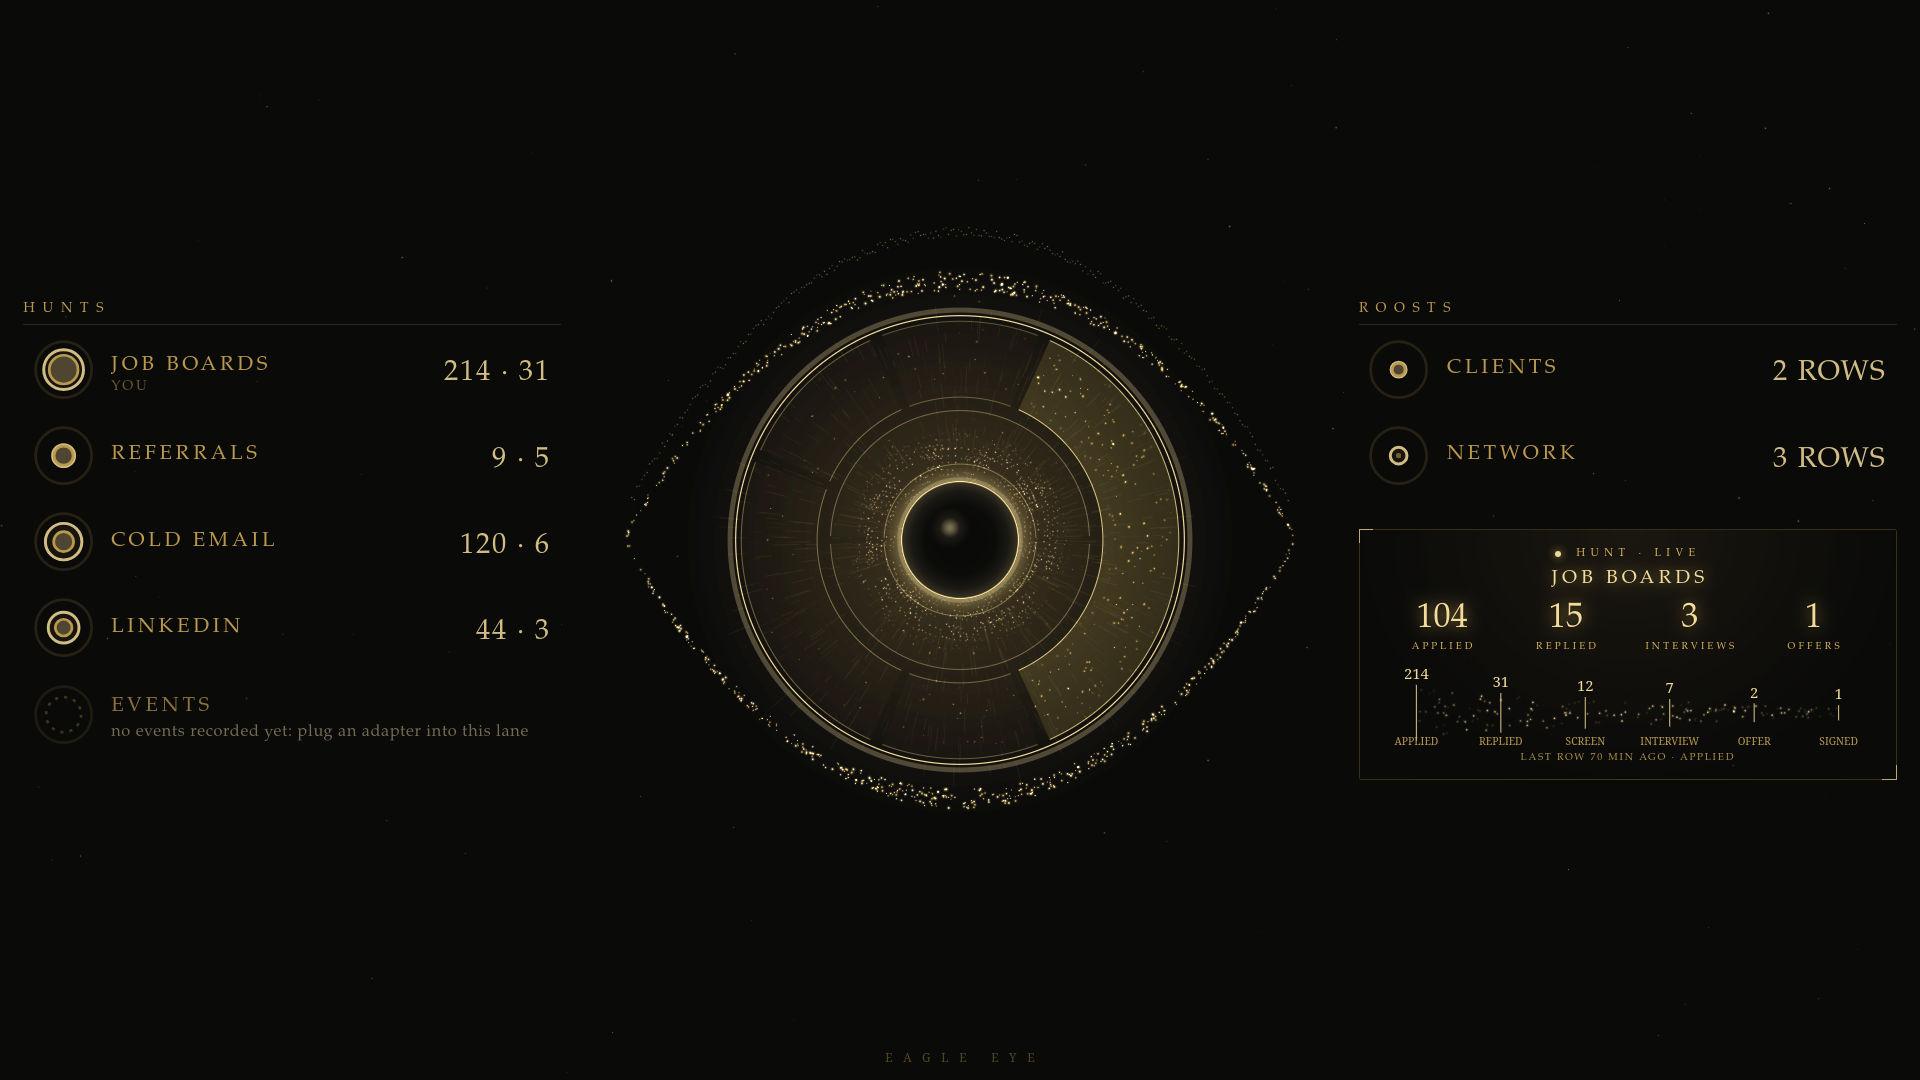 HUNTS
JOB BOARDS
YOU
214 · 31
REFERRALS
9 · 5
COLD EMAIL
120 · 6
LINKEDIN
44 · 3
EVENTS
no events recorded yet: plug an adapter into this lane
ROOSTS
CLIENTS
2 ROWS
NETWORK
3 ROWS
HUNT · LIVE
JOB BOARDS
104 15 3 1
APPLIED REPLIED INTERVIEWS OFFERS
214 31 12 7 2 1
APPLIED REPLIED SCREEN INTERVIEW OFFER SIGNED
LAST ROW 70 MIN AGO · APPLIED
EAGLE EYE